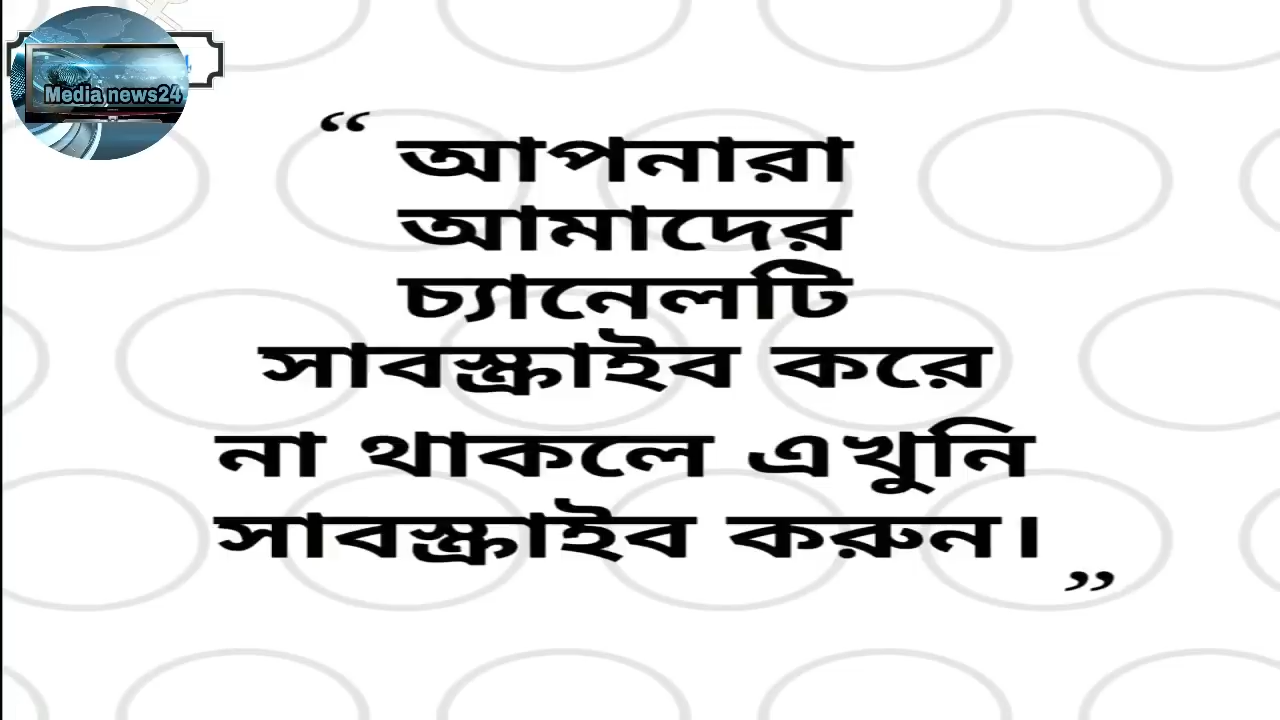 Media news24
“ আপনারা
আমাদের
চ্যানেলটি
সাবস্ক্রাইব করে
না থাকলে এখুনি
সাবস্ক্রাইব করুন।
”